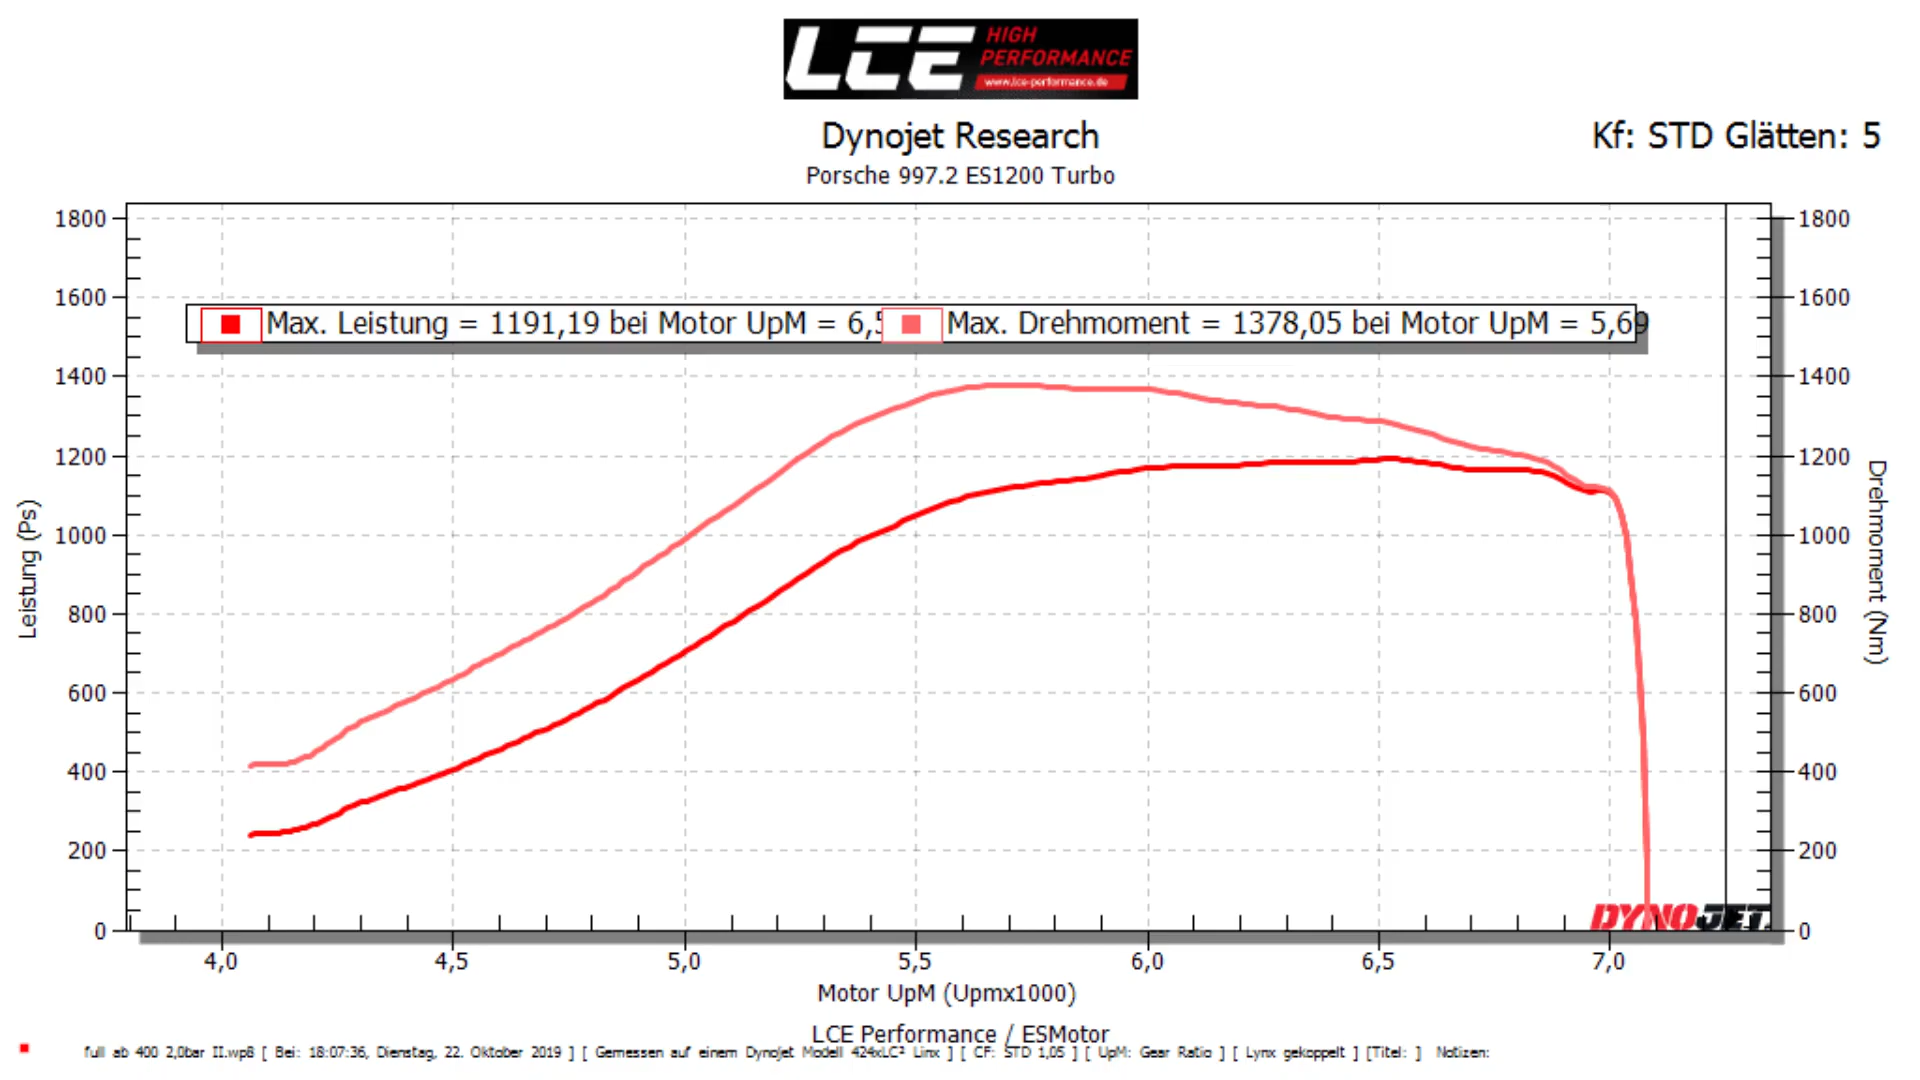 LCE HIGH PERFORMANCE
www.lce-performance.de
Dynojet Research
Kf: STD Glätten: 5
Porsche 997.2 ES1200 Turbo
Max. Leistung = 1191,19 bei Motor UpM = 6,5
Max. Drehmoment = 1378,05 bei Motor UpM = 5,69
Leistung (Ps)
1800
1600
1400
1200
1000
800
600
400
200
0
Drehmoment (Nm)
1800
1600
1400
1200
1000
800
600
400
200
0
DYNOJET
4,0 4,5 5,0 5,5 6,0 6,5 7,0
Motor UpM (Upmx1000)
LCE Performance / ESMotor
full ab 400 2,0bar II.wp8 [ Bei: 18:07:36, Dienstag, 22. Oktober 2019 ] [ Gemessen auf einem Dynojet Modell 424xLC² Linx ] [ CF: STD 1,05 ] [ UpM: Gear Ratio ] [ Lynx gekoppelt ] [Titel: ] Notizen: